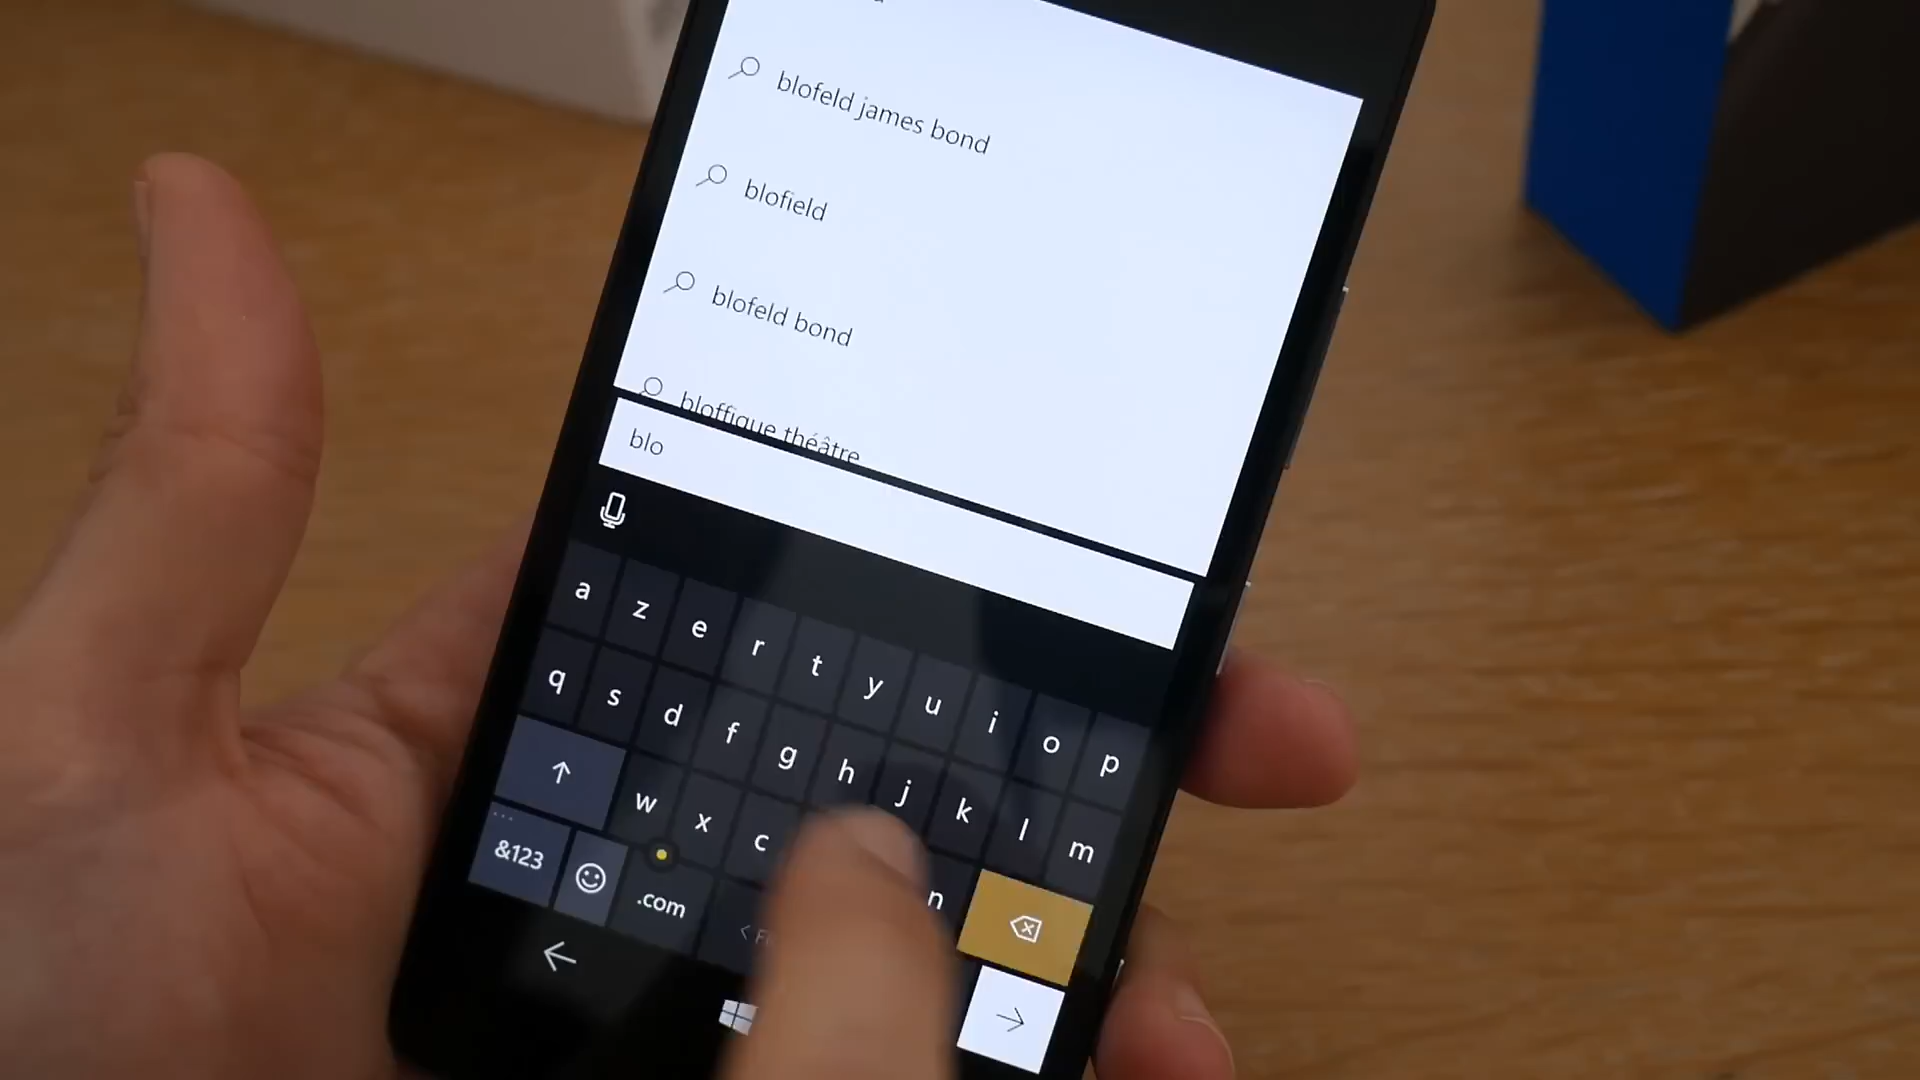 blofeld james bond
blofield
blofeld bond
bloffique théâtre
blo
a z e r t y u i o p
q s d f g h j k l m
w x c n
&123 .com